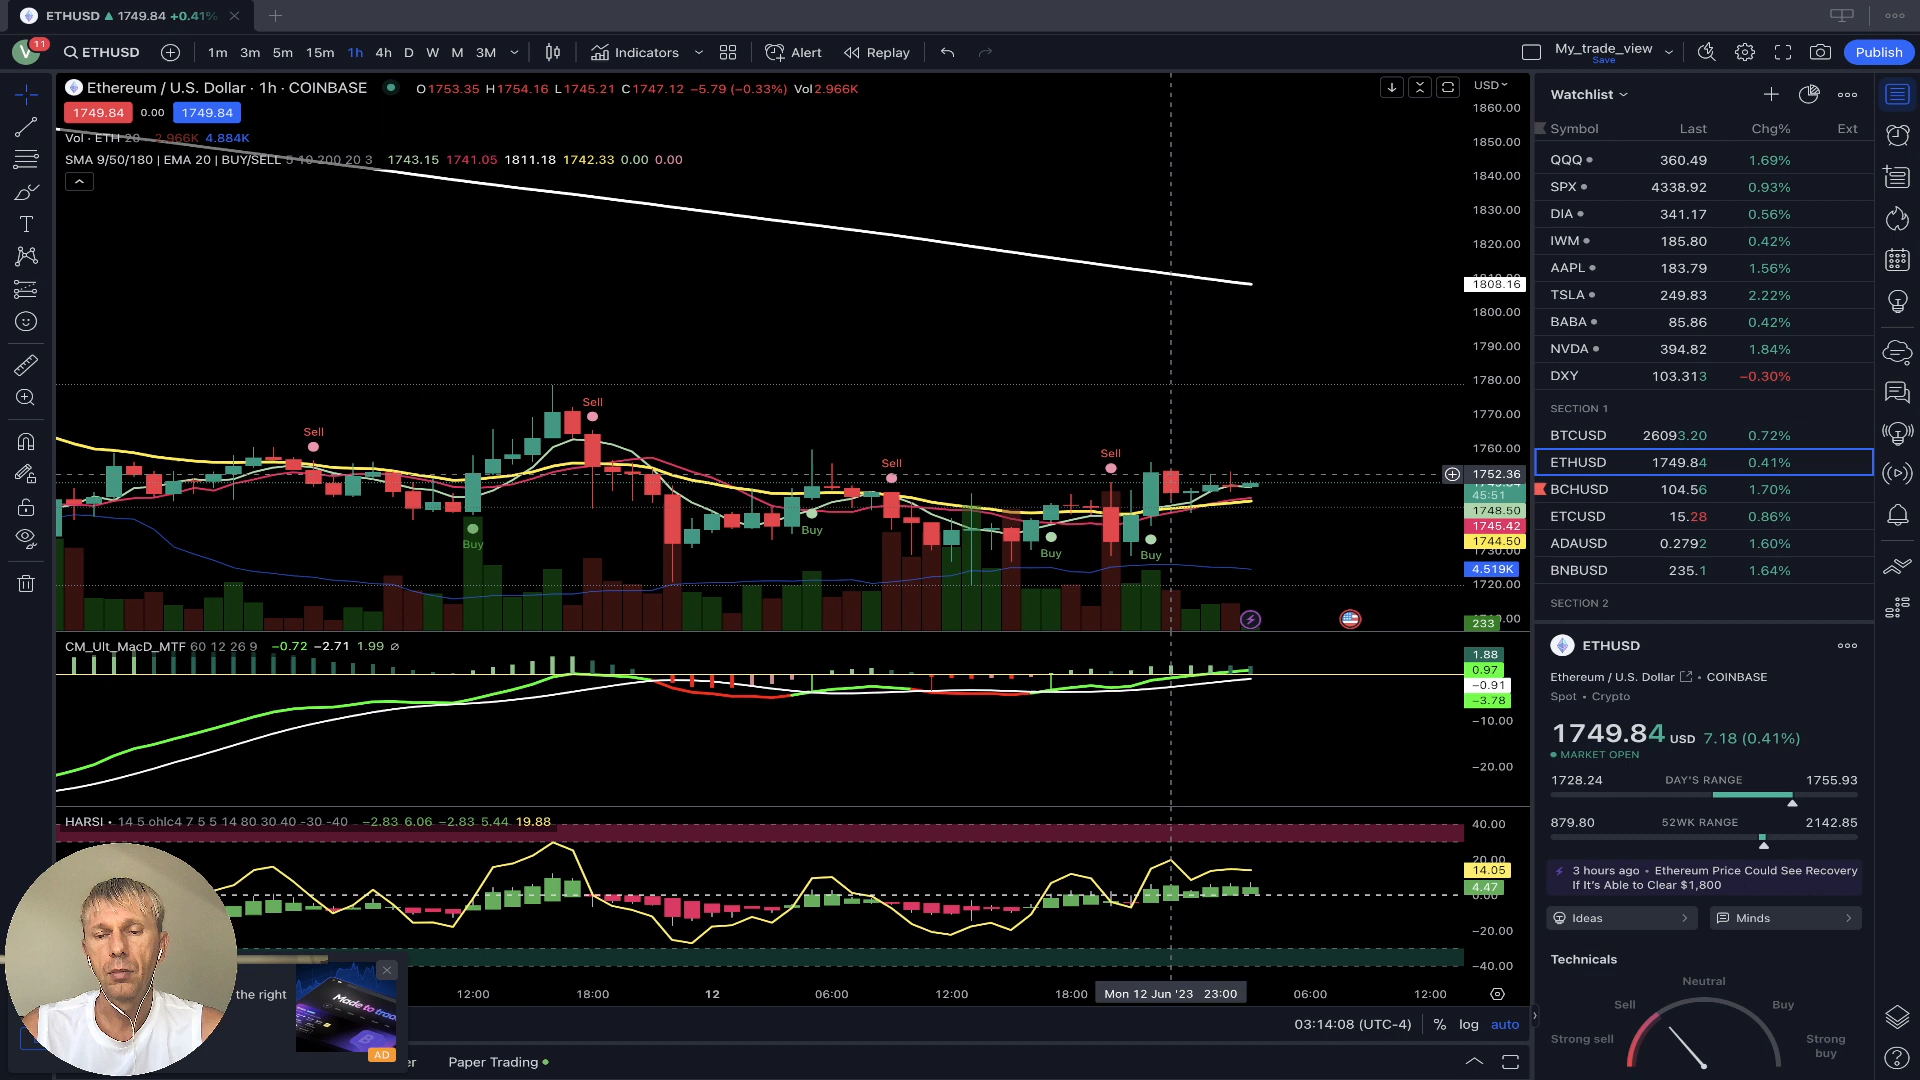 ETHUSD ▲ 1749.84 +0.41%
V 11 ETHUSD 1m 3m 5m 15m 1h 4h D W M 3M Indicators Alert Replay My_trade_view Save Publish
Ethereum / U.S. Dollar · 1h · COINBASE O1753.35 H1754.16 L1745.21 C1747.12 −5.79 (−0.33%) Vol2.966K
1749.84 0.00 1749.84
Vol · ETH 20 2.966K 4.884K
SMA 9/50/180 | EMA 20 | BUY/SELL 5 10 200 20 3 1743.15 1741.05 1811.18 1742.33 0.00 0.00
USD
1860.00
1850.00
1840.00
1830.00
1820.00
1808.16
1800.00
1790.00
1780.00
1770.00
1760.00
1752.36
45:51
1748.50
1745.42
1744.50
1730.00
4.519K
1720.00
233
Sell
Sell
Sell
Sell
Buy
Buy
Buy
Buy
CM_Ult_MacD_MTF 60 12 26 9 −0.72 −2.71 1.99 ∅
1.88
0.97
−0.91
−3.78
−10.00
−20.00
HARSI • 14 5 ohlc4 7 5 5 14 80 30 40 -30 -40 −2.83 6.06 −2.83 5.44 19.88
40.00
20.00
14.05
4.47
0.00
−20.00
−40.00
12:00 18:00 12 06:00 12:00 18:00 Mon 12 Jun '23 23:00 06:00 12:00
the right
Made to trad
AD
03:14:08 (UTC-4) % log auto
er Paper Trading
Watchlist
Symbol Last Chg% Ext
QQQ 360.49 1.69%
SPX 4338.92 0.93%
DIA 341.17 0.56%
IWM 185.80 0.42%
AAPL 183.79 1.56%
TSLA 249.83 2.22%
BABA 85.86 0.42%
NVDA 394.82 1.84%
DXY 103.313 −0.30%
SECTION 1
BTCUSD 26093.20 0.72%
ETHUSD 1749.84 0.41%
BCHUSD 104.56 1.70%
ETCUSD 15.28 0.86%
ADAUSD 0.2792 1.60%
BNBUSD 235.1 1.64%
SECTION 2
ETHUSD
Ethereum / U.S. Dollar • COINBASE
Spot • Crypto
1749.84 USD 7.18 (0.41%)
MARKET OPEN
1728.24 DAY'S RANGE 1755.93
879.80 52WK RANGE 2142.85
3 hours ago • Ethereum Price Could See Recovery
If It's Able to Clear $1,800
Ideas Minds
Technicals
Neutral
Sell Buy
Strong sell Strong
buy